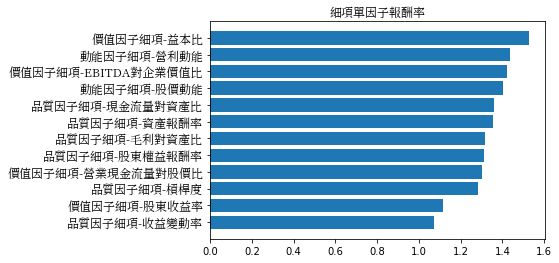 細項單因子報酬率
價值因子細項-益本比
動能因子細項-營利動能
價值因子細項-EBITDA對企業價值比
動能因子細項-股價動能
品質因子細項-現金流量對資產比
品質因子細項-資產報酬率
品質因子細項-毛利對資產比
品質因子細項-股東權益報酬率
價值因子細項-營業現金流量對股價比
品質因子細項-槓桿度
價值因子細項-股東收益率
品質因子細項-收益變動率
0.0 0.2 0.4 0.6 0.8 1.0 1.2 1.4 1.6